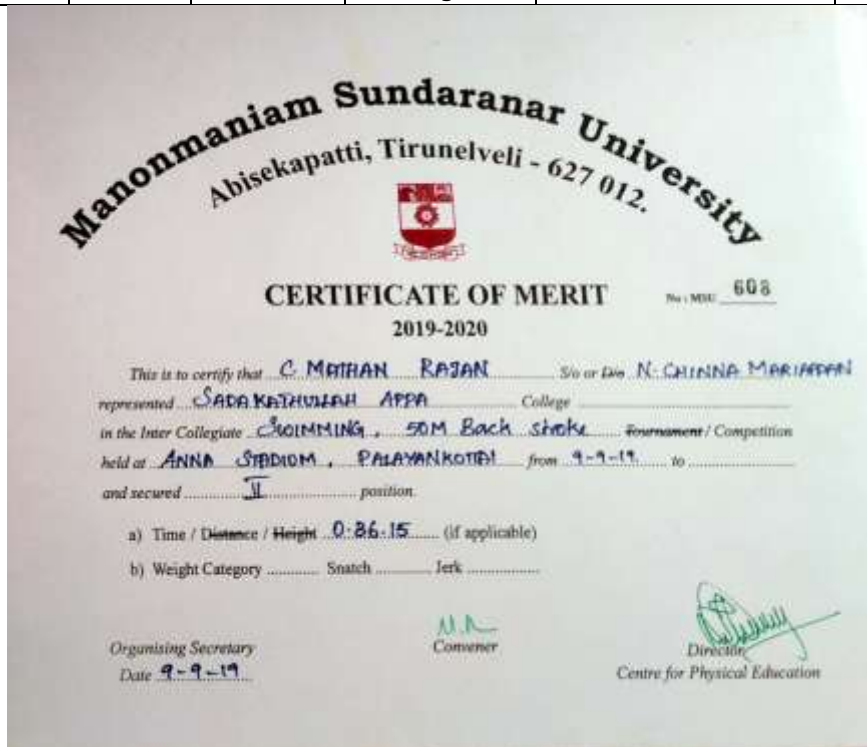 Manonmaniam Sundaranar University
Abisekapatti, Tirunelveli - 627 012.
CERTIFICATE OF MERIT
No : MSU 608
2019-2020
This is to certify that C. MATHAN RAJAN S/o or D/o N. CHINNA MARIAPPAN
represented SADAKATHULLAH APPA College
in the Inter Collegiate SWIMMING, 50M Back stroke Tournament / Competition
held at ANNA STADIUM, PALAYANKOTTAI from 9-9-19. to
and secured II position.
a) Time / Distance / Height 0:36.15 (if applicable)
b) Weight Category Snatch Jerk
Organising Secretary
Convener
Director,
Date 9-9-19
Centre for Physical Education